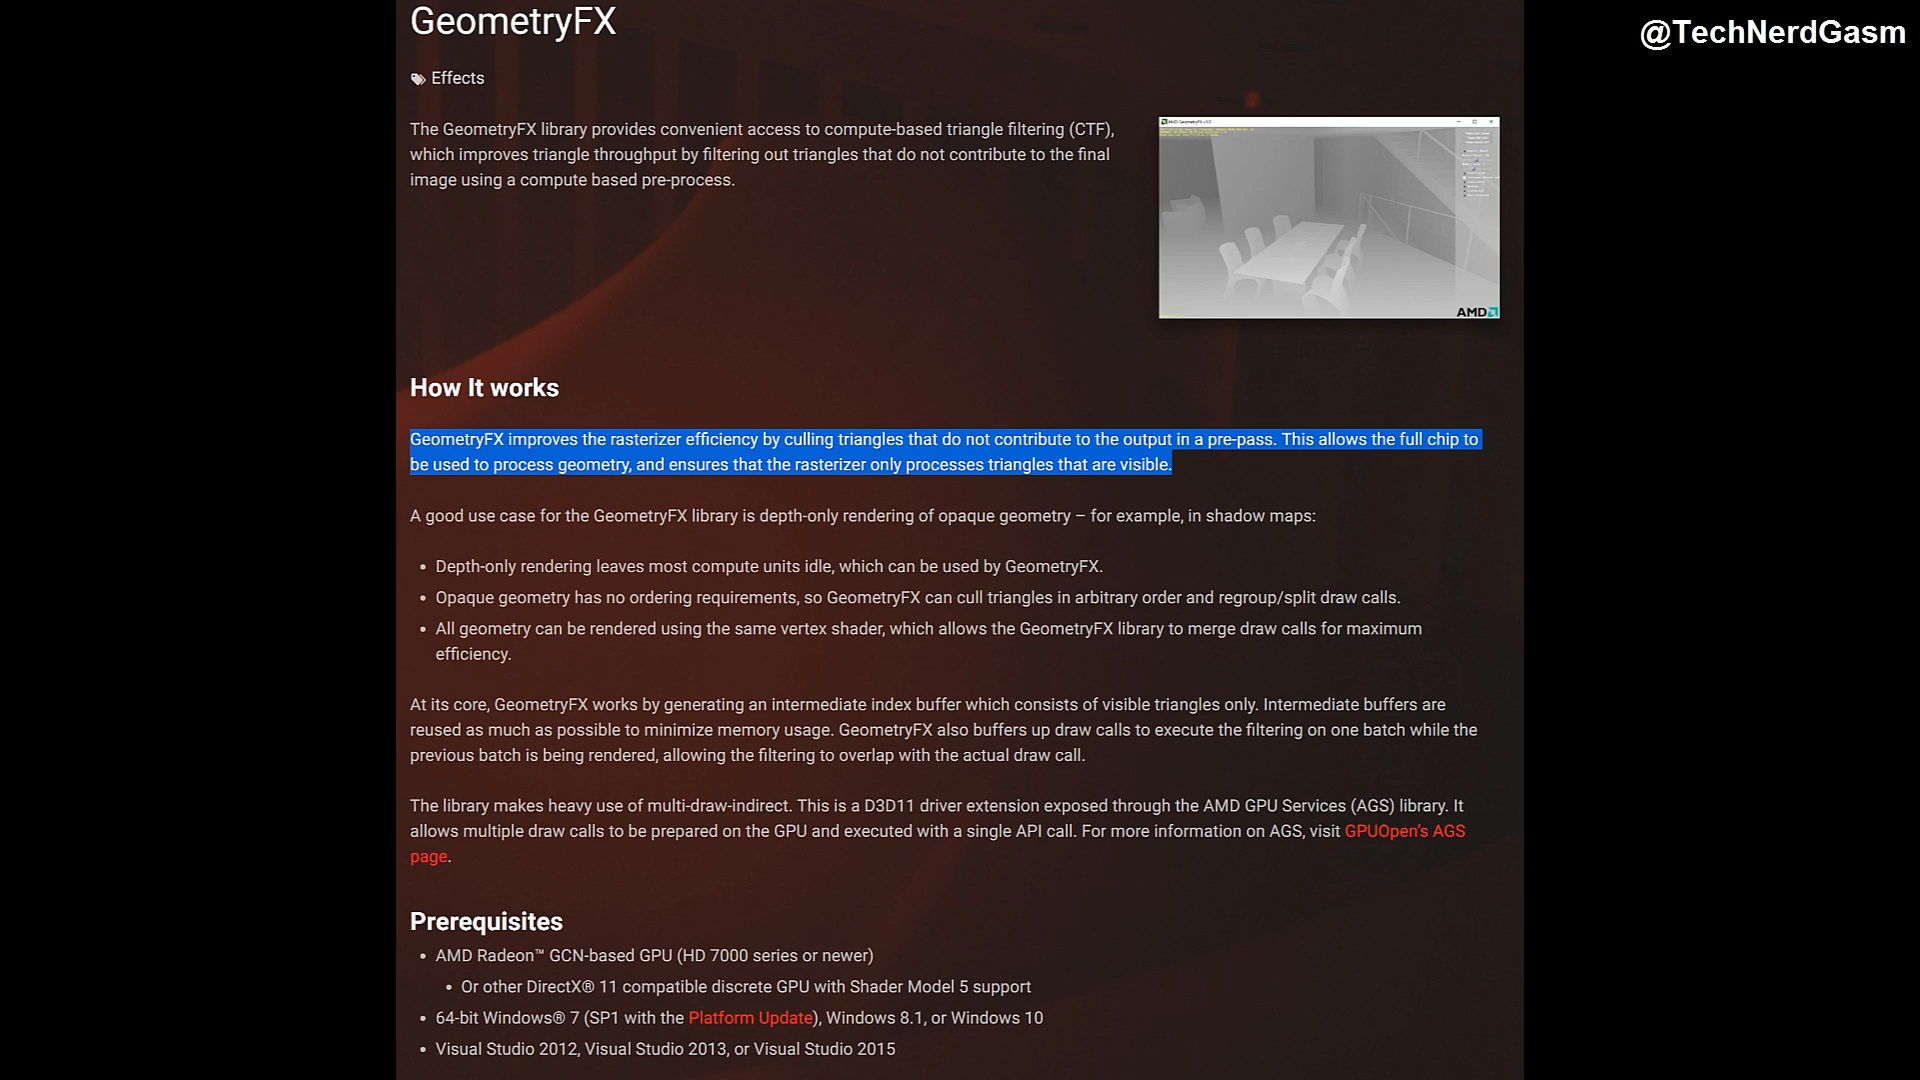 GeometryFX
@TechNerdGasm
Effects
The GeometryFX library provides convenient access to compute-based triangle filtering (CTF),
which improves triangle throughput by filtering out triangles that do not contribute to the final
image using a compute based pre-process.
AMD
How It works
GeometryFX improves the rasterizer efficiency by culling triangles that do not contribute to the output in a pre-pass. This allows the full chip to
be used to process geometry, and ensures that the rasterizer only processes triangles that are visible.
A good use case for the GeometryFX library is depth-only rendering of opaque geometry – for example, in shadow maps:
• Depth-only rendering leaves most compute units idle, which can be used by GeometryFX.
• Opaque geometry has no ordering requirements, so GeometryFX can cull triangles in arbitrary order and regroup/split draw calls.
• All geometry can be rendered using the same vertex shader, which allows the GeometryFX library to merge draw calls for maximum
efficiency.
At its core, GeometryFX works by generating an intermediate index buffer which consists of visible triangles only. Intermediate buffers are
reused as much as possible to minimize memory usage. GeometryFX also buffers up draw calls to execute the filtering on one batch while the
previous batch is being rendered, allowing the filtering to overlap with the actual draw call.
The library makes heavy use of multi-draw-indirect. This is a D3D11 driver extension exposed through the AMD GPU Services (AGS) library. It
allows multiple draw calls to be prepared on the GPU and executed with a single API call. For more information on AGS, visit GPUOpen’s AGS
page.
Prerequisites
• AMD Radeon™ GCN-based GPU (HD 7000 series or newer)
• Or other DirectX® 11 compatible discrete GPU with Shader Model 5 support
• 64-bit Windows® 7 (SP1 with the Platform Update), Windows 8.1, or Windows 10
• Visual Studio 2012, Visual Studio 2013, or Visual Studio 2015